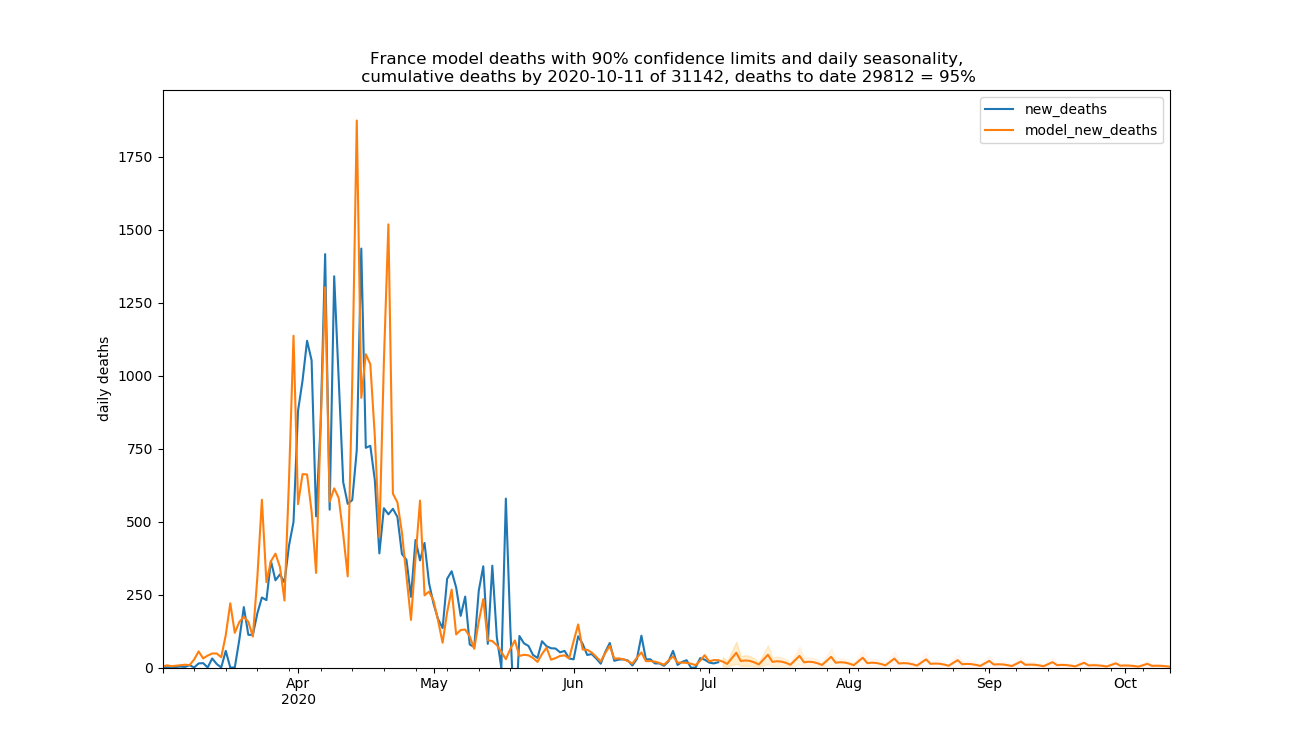 France model deaths with 90% confidence limits and daily seasonality,
cumulative deaths by 2020-10-11 of 31142, deaths to date 29812 = 95%
new_deaths
model_new_deaths
1750
1500
1250
1000
750
500
250
0
daily deaths
Apr May Jun Jul Aug Sep Oct
2020